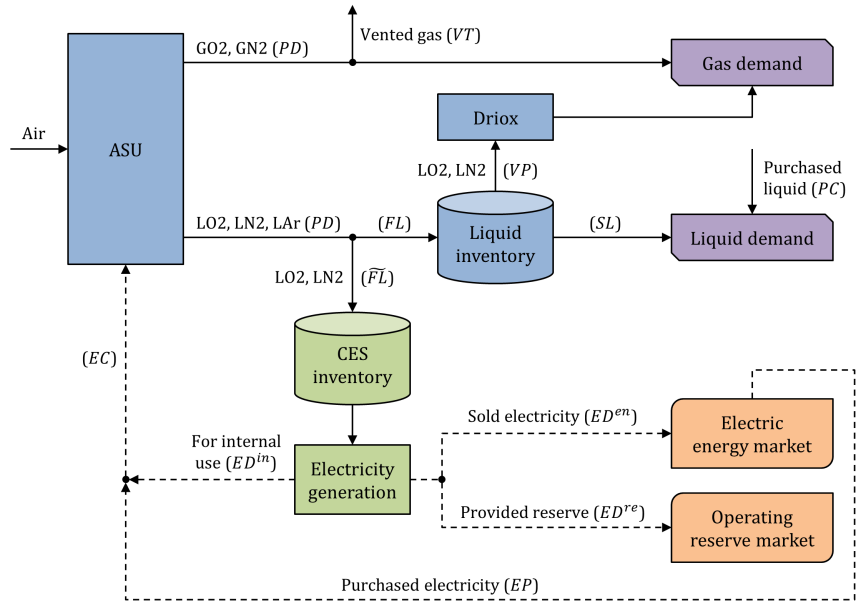 GO2, GN2 (PD)
Vented gas (VT)
Gas demand
Driox
Air
ASU
LO2, LN2
(VP)
Purchased
liquid (PC)
LO2, LN2, LAr (PD)
(FL)
Liquid
inventory
(SL)
Liquid demand
LO2, LN2
(F̃L̃)
CES
inventory
(EC)
Sold electricity (ED^en)
Electric
energy market
For internal
use (ED^in)
Electricity
generation
Provided reserve (ED^re)
Operating
reserve market
Purchased electricity (EP)